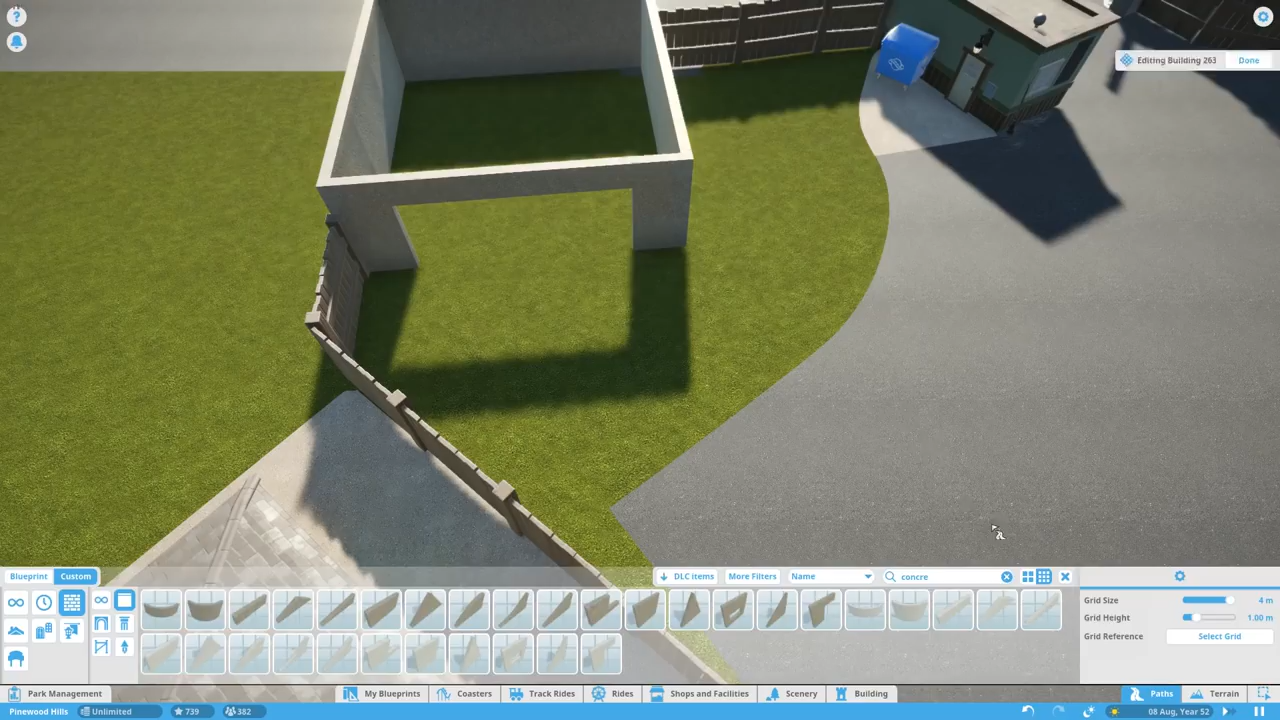 Editing Building 263 Done
Blueprint Custom DLC items More Filters Name concre
Grid Size 4 m
Grid Height 1.00 m
Grid Reference Select Grid
Park Management My Blueprints Coasters Track Rides Rides Shops and Facilities Scenery Building Paths Terrain
Pinewood Hills Unlimited 739 382 08 Aug, Year 52